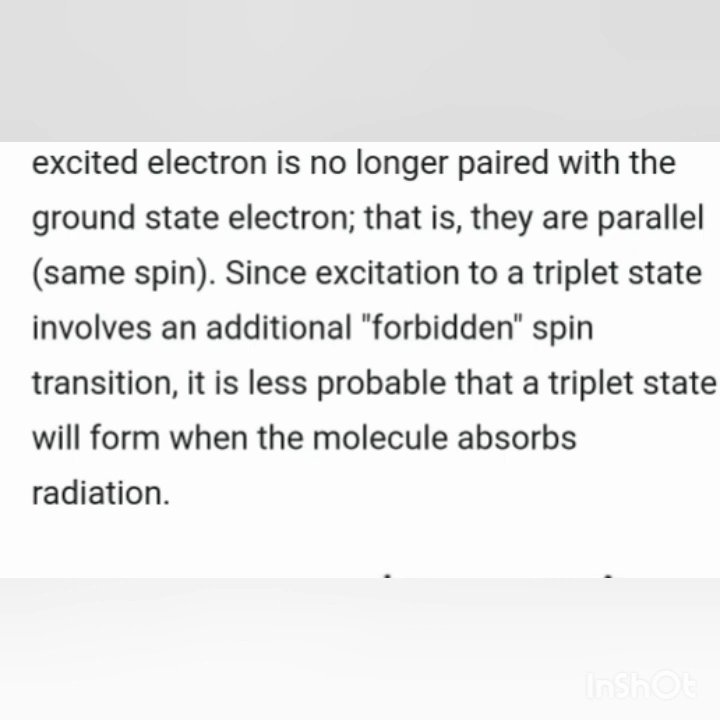 excited electron is no longer paired with the
ground state electron; that is, they are parallel
(same spin). Since excitation to a triplet state
involves an additional "forbidden" spin
transition, it is less probable that a triplet state
will form when the molecule absorbs
radiation.
InShOt